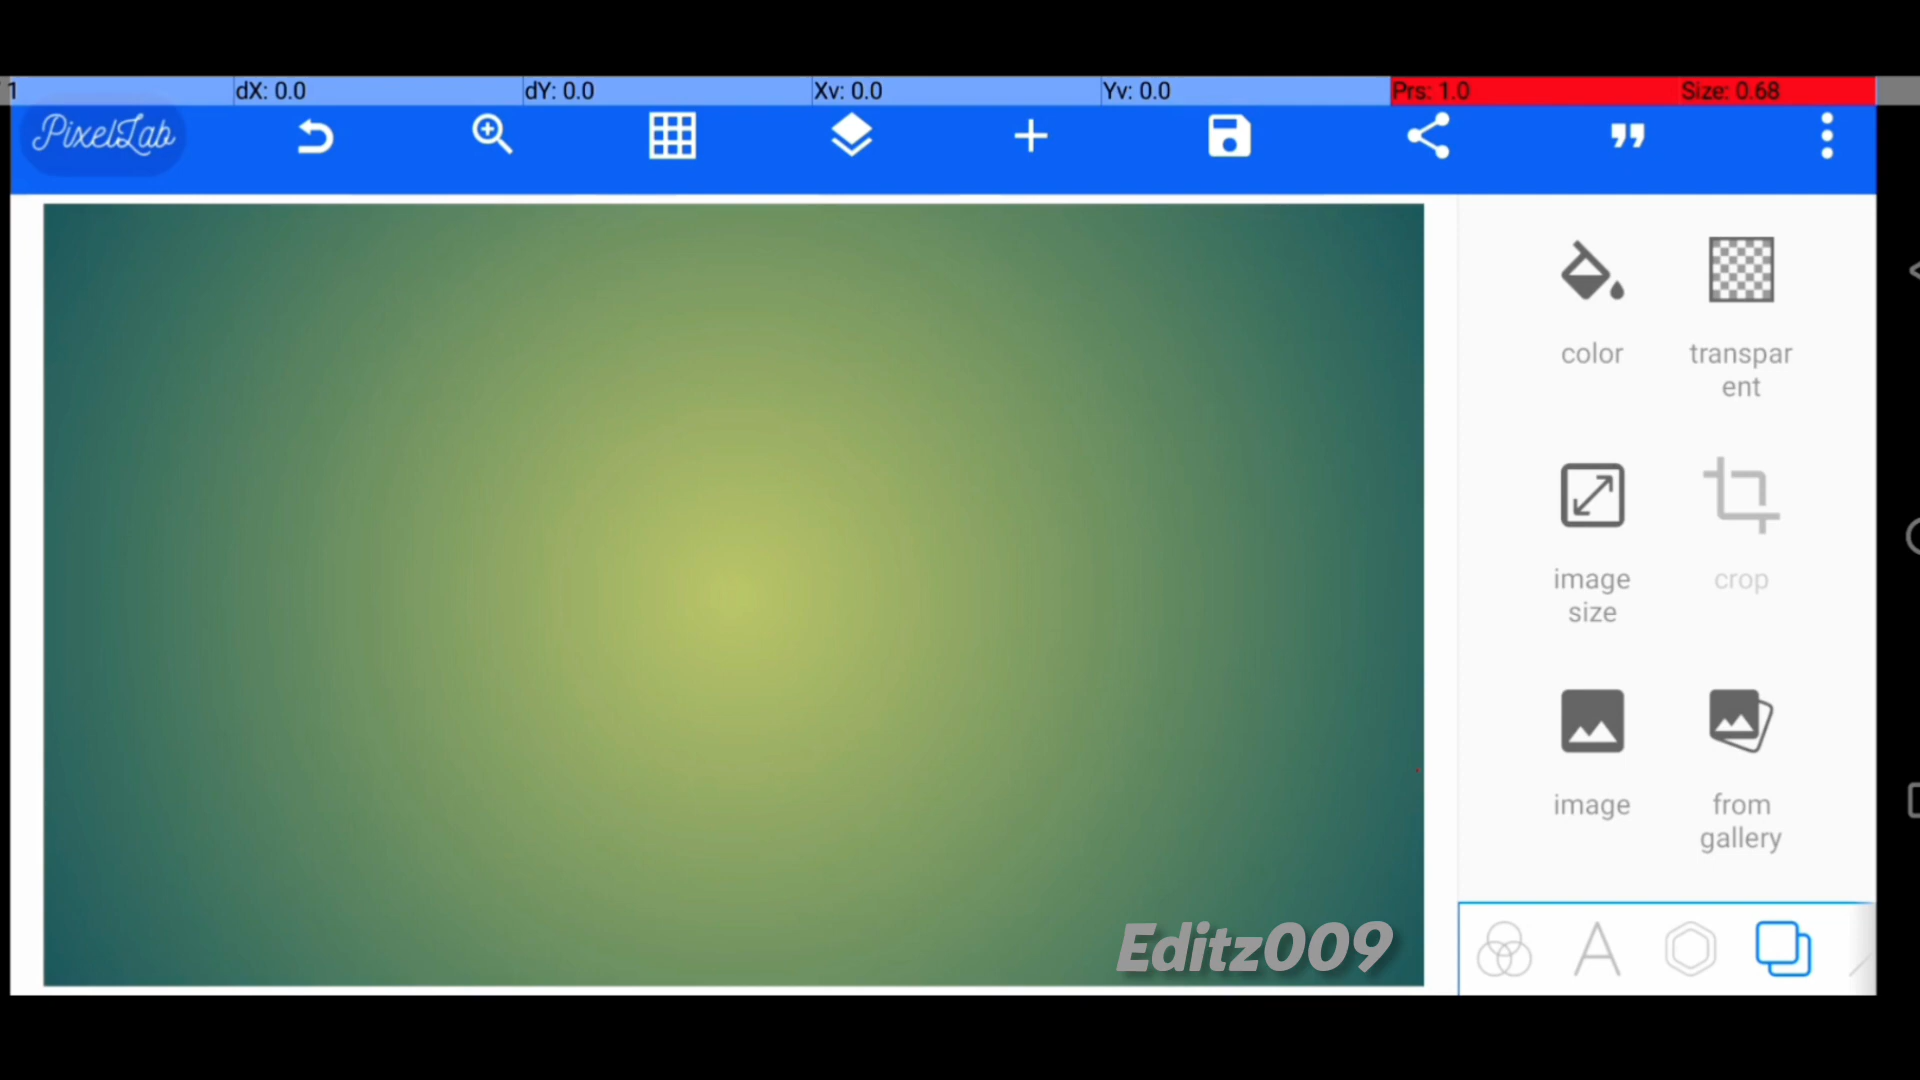 1 dX: 0.0 dY: 0.0 Xv: 0.0 Yv: 0.0 Prs: 1.0 Size: 0.68
PixelLab
color
transpar
ent
image
size
crop
image
from
gallery
Editz009